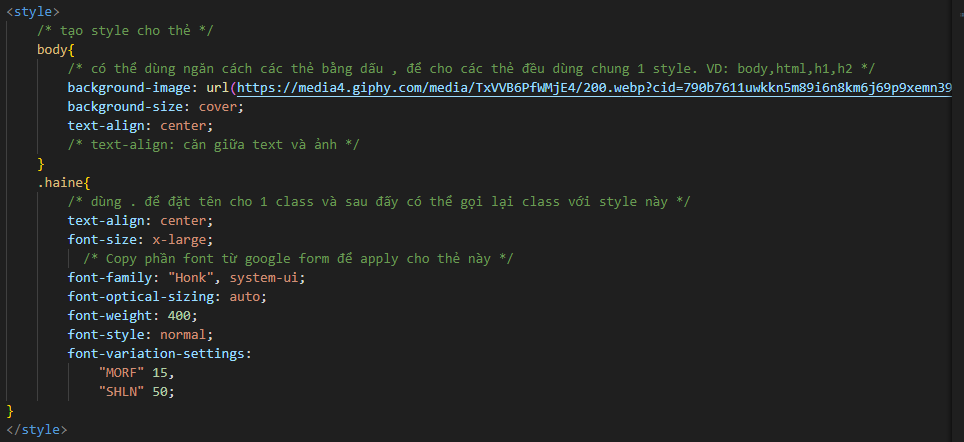 <style>
/* tạo style cho thẻ */
body{
/* có thể dùng ngăn cách các thẻ bằng dấu , để cho các thẻ đều dùng chung 1 style. VD: body,html,h1,h2 */
background-image: url(https://media4.giphy.com/media/TxVVB6PfWMjE4/200.webp?cid=790b7611uwkkn5m89i6n8km6j69p9xemn39
background-size: cover;
text-align: center;
/* text-align: căn giữa text và ảnh */
}
.haine{
/* dùng . để đặt tên cho 1 class và sau đấy có thể gọi lại class với style này */
text-align: center;
font-size: x-large;
/* Copy phần font từ google form để apply cho thẻ này */
font-family: "Honk", system-ui;
font-optical-sizing: auto;
font-weight: 400;
font-style: normal;
font-variation-settings:
"MORF" 15,
"SHLN" 50;
}
</style>